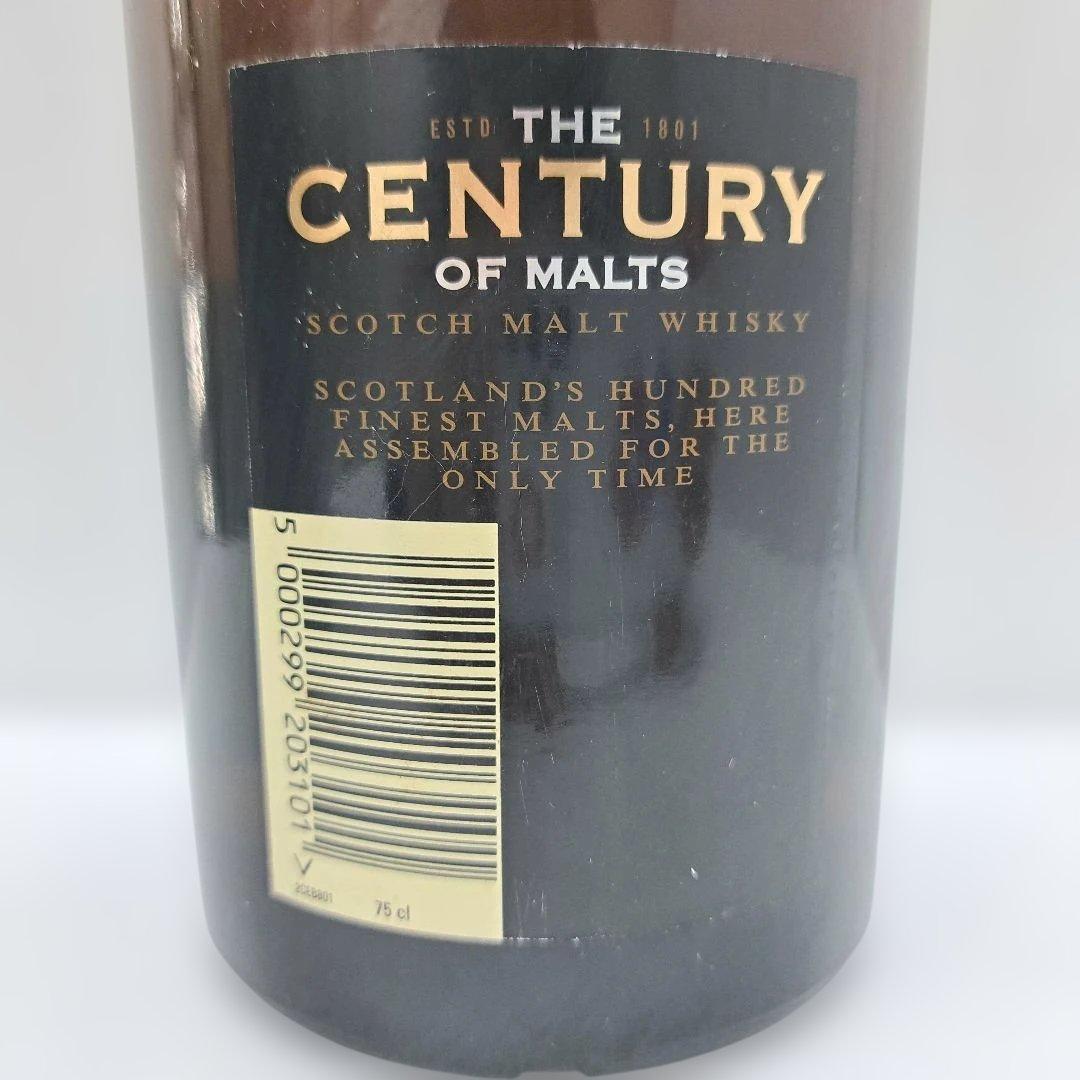 ESTD THE 1801
CENTURY
OF MALTS
SCOTCH MALT WHISKY
SCOTLAND'S HUNDRED
FINEST MALTS, HERE
ASSEMBLED FOR THE
ONLY TIME
5 000299 203101 >
2CEB801
75 cl